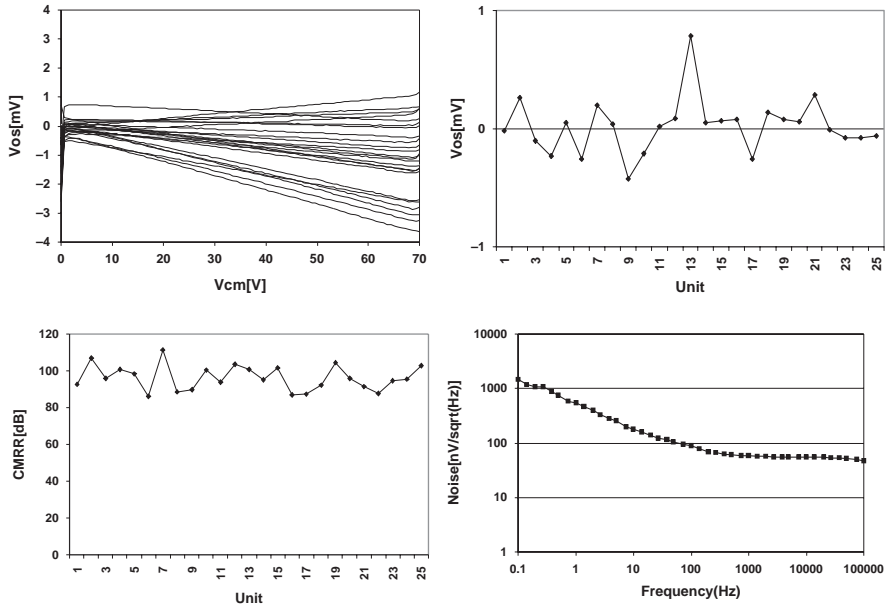 4
3
2
1
0
–1
–2
–3
–4
Vos[mV]
0 10 20 30 40 50 60 70
Vcm[V]
1
0
–1
Vos[mV]
1 3 5 7 9 11 13 15 17 19 21 23 25
Unit
120
100
80
60
40
20
0
CMRR[dB]
1 3 5 7 9 11 13 15 17 19 21 23 25
Unit
10000
1000
100
10
1
Noise[nV/sqrt(Hz)]
0.1 1 10 100 1000 10000 100000
Frequency(Hz)